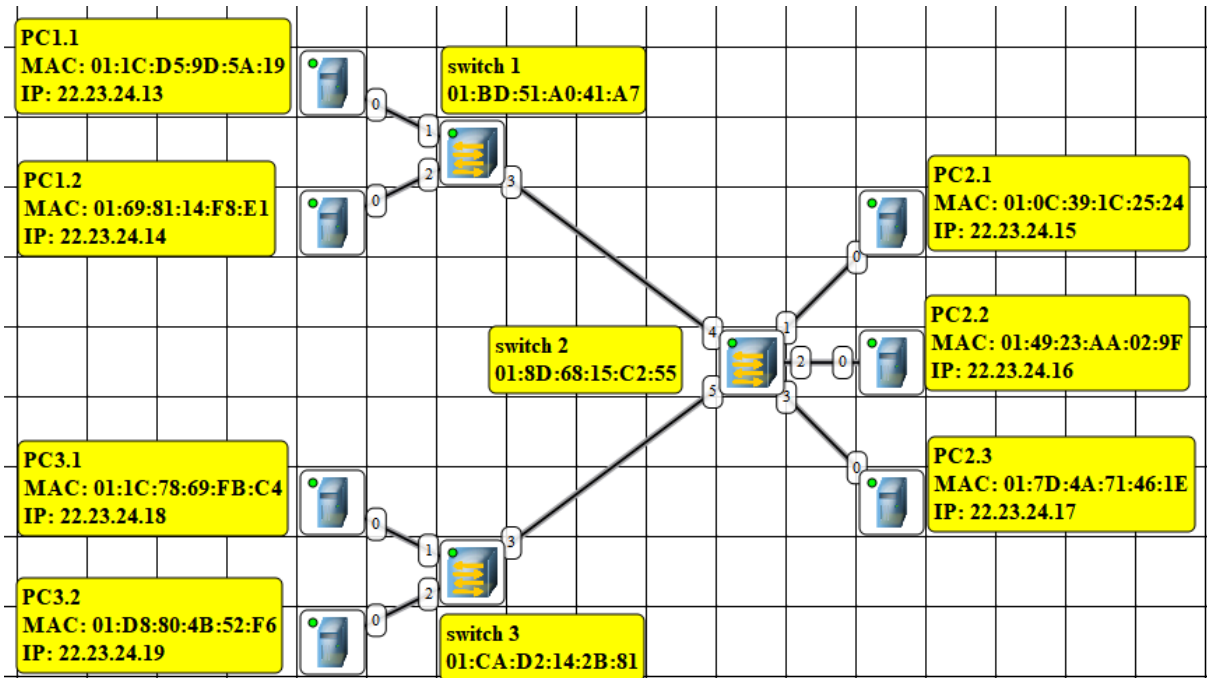 PC1.1
MAC: 01:1C:D5:9D:5A:19
IP: 22.23.24.13
0
1
switch 1
01:BD:51:A0:41:A7
PC1.2
MAC: 01:69:81:14:F8:E1
IP: 22.23.24.14
0
2
3
PC2.1
MAC: 01:0C:39:1C:25:24
IP: 22.23.24.15
0
1
4
switch 2
01:8D:68:15:C2:55
5
2
0
PC2.2
MAC: 01:49:23:AA:02:9F
IP: 22.23.24.16
3
0
PC2.3
MAC: 01:7D:4A:71:46:1E
IP: 22.23.24.17
PC3.1
MAC: 01:1C:78:69:FB:C4
IP: 22.23.24.18
0
1
3
PC3.2
MAC: 01:D8:80:4B:52:F6
IP: 22.23.24.19
0
2
switch 3
01:CA:D2:14:2B:81